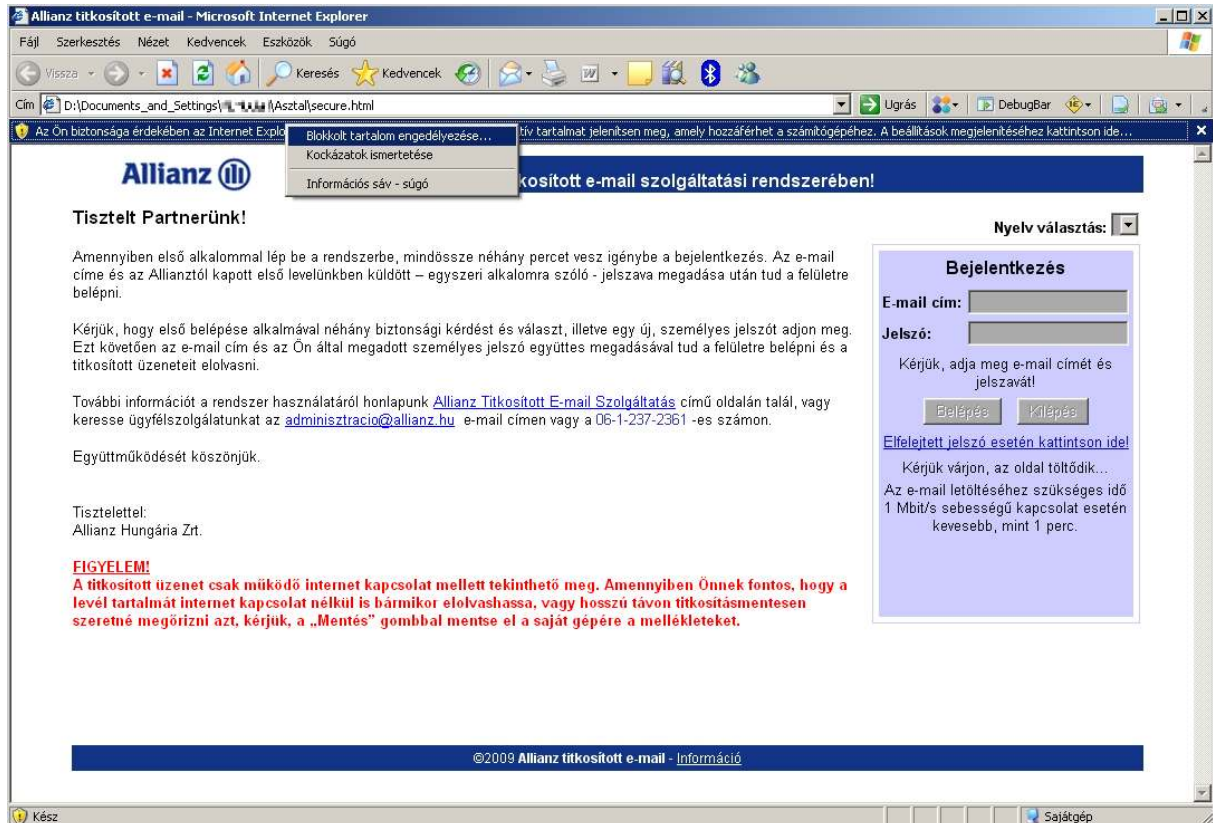 Allianz titkosított e-mail - Microsoft Internet Explorer
Fájl Szerkesztés Nézet Kedvencek Eszközök Súgó
Vissza Keresés Kedvencek
Cím D:\Documents_and_Settings\ \Asztal\secure.html Ugrás DebugBar
Az Ön biztonsága érdekében az Internet Explo tív tartalmat jelenítsen meg, amely hozzáférhet a számítógépéhez. A beállítások megjelenítéséhez kattintson ide...
Blokkolt tartalom engedélyezése...
Kockázatok ismertetése
Információs sáv - súgó
Allianz
kosított e-mail szolgáltatási rendszerében!
Tisztelt Partnerünk!
Nyelv választás:
Amennyiben első alkalommal lép be a rendszerbe, mindössze néhány percet vesz igénybe a bejelentkezés. Az e-mail
címe és az Allianztól kapott első levelünkben küldött – egyszeri alkalomra szóló - jelszava megadása után tud a felületre
belépni.
Kérjük, hogy első belépése alkalmával néhány biztonsági kérdést és választ, illetve egy új, személyes jelszót adjon meg.
Ezt követően az e-mail cím és az Ön által megadott személyes jelszó együttes megadásával tud a felületre belépni és a
titkosított üzeneteit elolvasni.
További információt a rendszer használatáról honlapunk Allianz Titkosított E-mail Szolgáltatás című oldalán talál, vagy
keresse ügyfélszolgálatunkat az adminisztracio@allianz.hu e-mail címen vagy a 06-1-237-2361 -es számon.
Együttműködését köszönjük.
Tisztelettel:
Allianz Hungária Zrt.
FIGYELEM!
A titkosított üzenet csak működő internet kapcsolat mellett tekinthető meg. Amennyiben Önnek fontos, hogy a
levél tartalmát internet kapcsolat nélkül is bármikor elolvashassa, vagy hosszú távon titkosításmentesen
szeretné megőrizni azt, kérjük, a „Mentés” gombbal mentse el a saját gépére a mellékleteket.
Bejelentkezés
E-mail cím:
Jelszó:
Kérjük, adja meg e-mail címét és
jelszavát!
Belépés Kilépés
Elfelejtett jelszó esetén kattintson ide!
Kérjük várjon, az oldal töltődik...
Az e-mail letöltéséhez szükséges idő
1 Mbit/s sebességű kapcsolat esetén
kevesebb, mint 1 perc.
©2009 Allianz titkosított e-mail - Információ
Kész Sajátgép